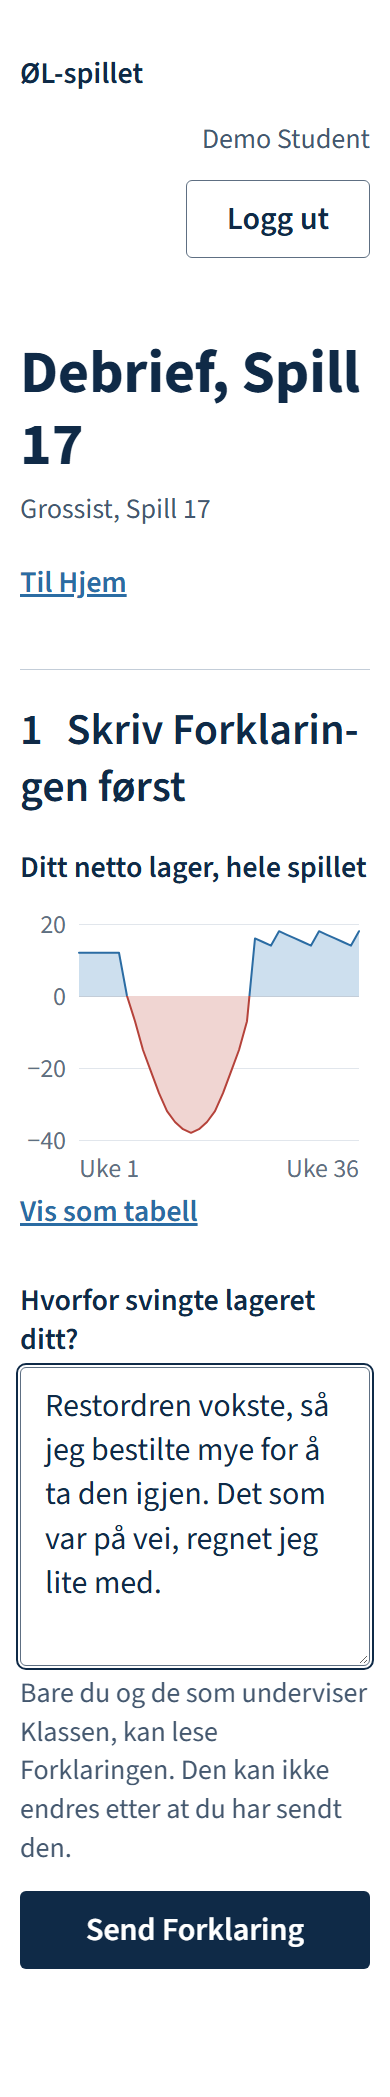 ØL-spillet
Demo Student
Logg ut
Debrief, Spill
17
Grossist, Spill 17
Til Hjem
1 Skriv Forklarin-
gen først
Ditt netto lager, hele spillet
20
0
−20
−40
Uke 1 Uke 36
Vis som tabell
Hvorfor svingte lageret
ditt?
Restordren vokste, så
jeg bestilte mye for å
ta den igjen. Det som
var på vei, regnet jeg
lite med.
Bare du og de som underviser
Klassen, kan lese
Forklaringen. Den kan ikke
endres etter at du har sendt
den.
Send Forklaring